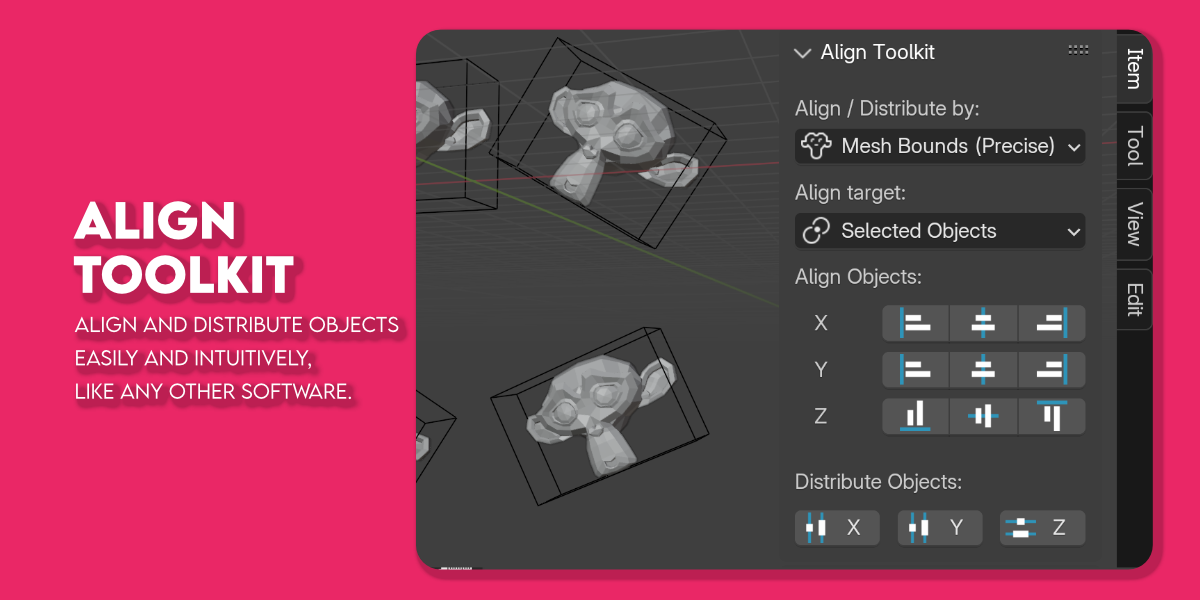 ALIGN
TOOLKIT
ALIGN AND DISTRIBUTE OBJECTS
EASILY AND INTUITIVELY,
LIKE ANY OTHER SOFTWARE.
Align Toolkit
Align / Distribute by:
Mesh Bounds (Precise)
Align target:
Selected Objects
Align Objects:
X
Y
Z
Distribute Objects:
X Y Z
Item
Tool
View
Edit